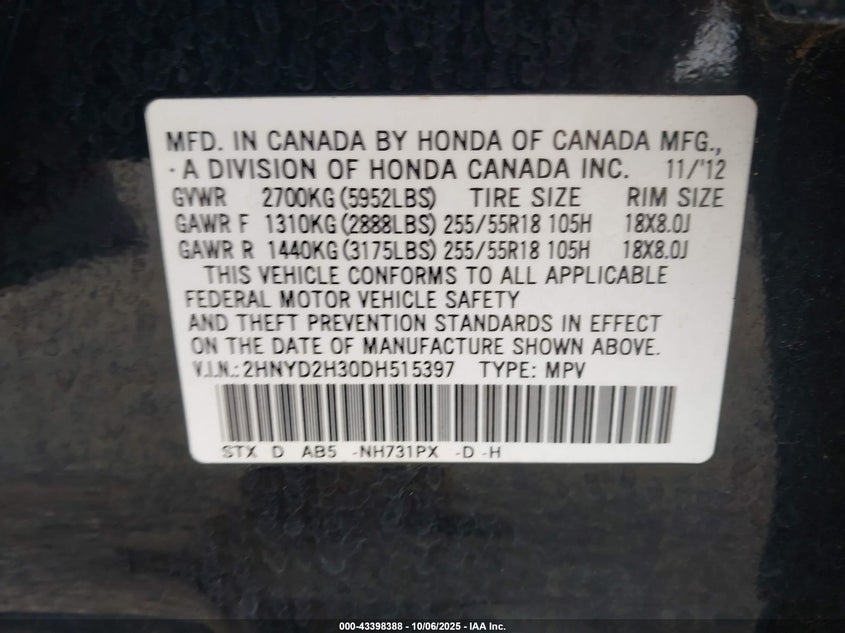 MFD. IN CANADA BY HONDA OF CANADA MFG.,
·A DIVISION OF HONDA CANADA INC. 11/'12
GVWR 2700KG(5952LBS) TIRE SIZE RIM SIZE
GAWR F 1310KG(2888LBS) 255/55R18 105H 18X8.0J
GAWR R 1440KG(3175LBS) 255/55R18 105H 18X8.0J
THIS VEHICLE CONFORMS TO ALL APPLICABLE
FEDERAL MOTOR VEHICLE SAFETY
AND THEFT PREVENTION STANDARDS IN EFFECT
ON THE DATE OF MANUFACTURE SHOWN ABOVE.
V.I.N.: 2HNYD2H30DH515397 TYPE: MPV
STX D AB5 -NH731PX -D -H
000-43398388 - 10/06/2025 - IAA Inc.